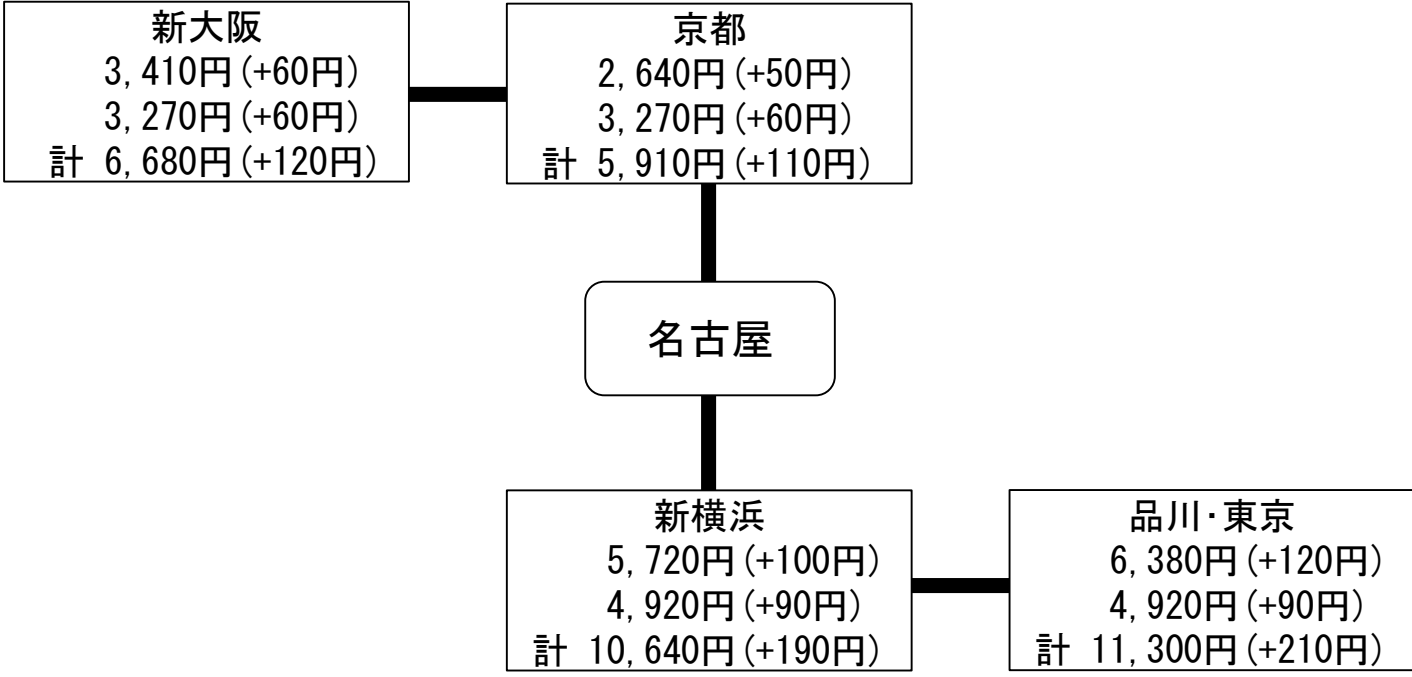 新大阪
3,410円(+60円)
3,270円(+60円)
計 6,680円(+120円)
京都
2,640円(+50円)
3,270円(+60円)
計 5,910円(+110円)
名古屋
新横浜
5,720円(+100円)
4,920円(+90円)
計 10,640円(+190円)
品川・東京
6,380円(+120円)
4,920円(+90円)
計 11,300円(+210円)